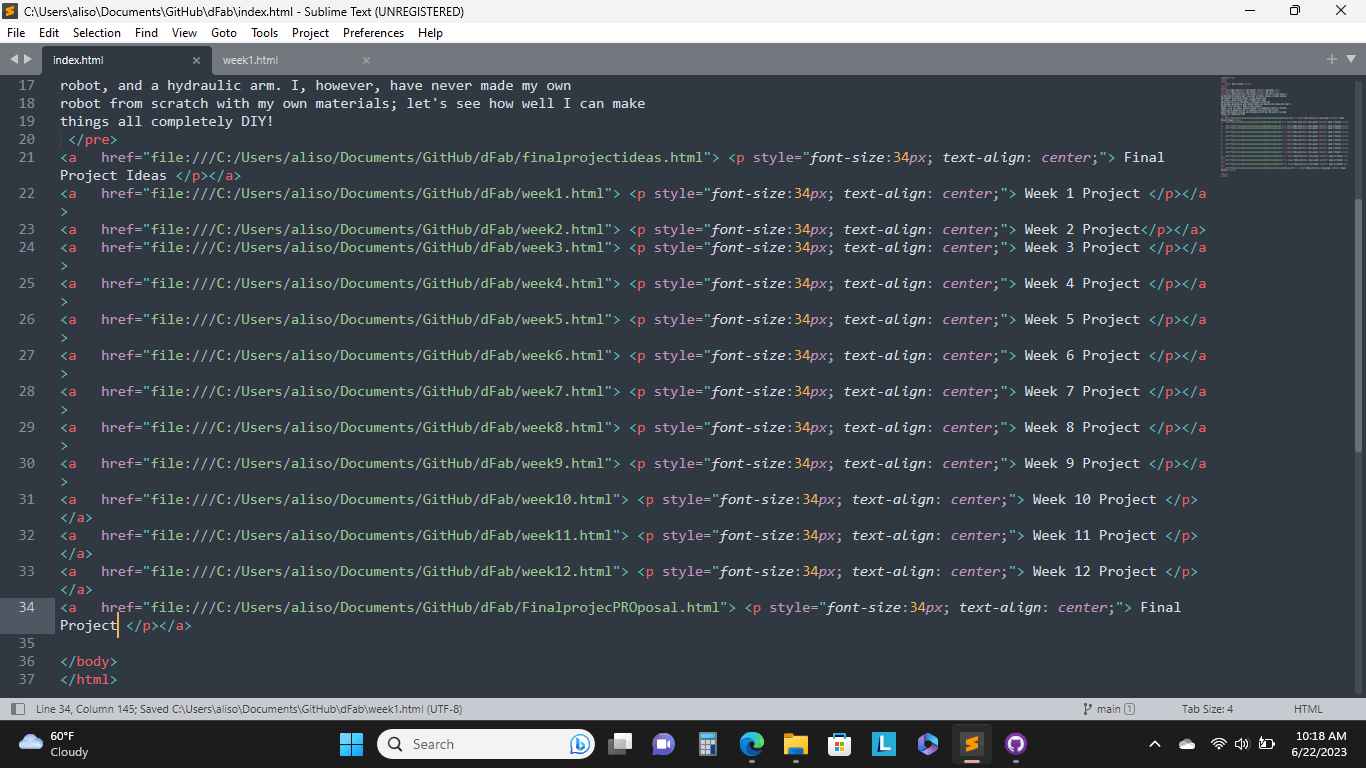 C:\Users\aliso\Documents\GitHub\dFab\index.html - Sublime Text (UNREGISTERED)
File Edit Selection Find View Goto Tools Project Preferences Help
index.html × week1.html ×
17 robot, and a hydraulic arm. I, however, have never made my own
18 robot from scratch with my own materials; let's see how well I can make
19 things all completely DIY!
20 </pre>
21 <a href="file:///C:/Users/aliso/Documents/GitHub/dFab/finalprojectideas.html"> <p style="font-size:34px; text-align: center;"> Final
Project Ideas </p></a>
22 <a href="file:///C:/Users/aliso/Documents/GitHub/dFab/week1.html"> <p style="font-size:34px; text-align: center;"> Week 1 Project </p></a
>
23 <a href="file:///C:/Users/aliso/Documents/GitHub/dFab/week2.html"> <p style="font-size:34px; text-align: center;"> Week 2 Project</p></a>
24 <a href="file:///C:/Users/aliso/Documents/GitHub/dFab/week3.html"> <p style="font-size:34px; text-align: center;"> Week 3 Project </p></a
>
25 <a href="file:///C:/Users/aliso/Documents/GitHub/dFab/week4.html"> <p style="font-size:34px; text-align: center;"> Week 4 Project </p></a
>
26 <a href="file:///C:/Users/aliso/Documents/GitHub/dFab/week5.html"> <p style="font-size:34px; text-align: center;"> Week 5 Project </p></a
>
27 <a href="file:///C:/Users/aliso/Documents/GitHub/dFab/week6.html"> <p style="font-size:34px; text-align: center;"> Week 6 Project </p></a
>
28 <a href="file:///C:/Users/aliso/Documents/GitHub/dFab/week7.html"> <p style="font-size:34px; text-align: center;"> Week 7 Project </p></a
>
29 <a href="file:///C:/Users/aliso/Documents/GitHub/dFab/week8.html"> <p style="font-size:34px; text-align: center;"> Week 8 Project </p></a
>
30 <a href="file:///C:/Users/aliso/Documents/GitHub/dFab/week9.html"> <p style="font-size:34px; text-align: center;"> Week 9 Project </p></a
>
31 <a href="file:///C:/Users/aliso/Documents/GitHub/dFab/week10.html"> <p style="font-size:34px; text-align: center;"> Week 10 Project </p>
</a>
32 <a href="file:///C:/Users/aliso/Documents/GitHub/dFab/week11.html"> <p style="font-size:34px; text-align: center;"> Week 11 Project </p>
</a>
33 <a href="file:///C:/Users/aliso/Documents/GitHub/dFab/week12.html"> <p style="font-size:34px; text-align: center;"> Week 12 Project </p>
</a>
34 <a href="file:///C:/Users/aliso/Documents/GitHub/dFab/FinalprojecPROposal.html"> <p style="font-size:34px; text-align: center;"> Final
Project </p></a>
35
36 </body>
37 </html>
Line 34, Column 145; Saved C:\Users\aliso\Documents\GitHub\dFab\week1.html (UTF-8) main 1 Tab Size: 4 HTML
60°F
Cloudy
Search
L
10:18 AM
6/22/2023